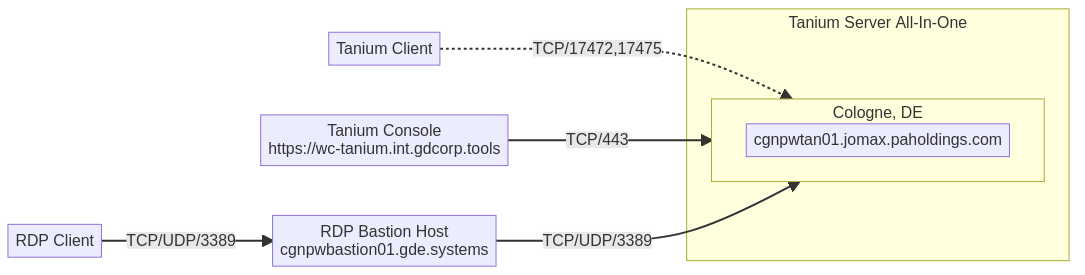 Tanium Server All-In-One
Tanium Client
TCP/17472,17475
Cologne, DE
cgnpwtan01.jomax.paholdings.com
Tanium Console
https://wc-tanium.int.gdcorp.tools
TCP/443
RDP Client
TCP/UDP/3389
RDP Bastion Host
cgnpwbastion01.gde.systems
TCP/UDP/3389